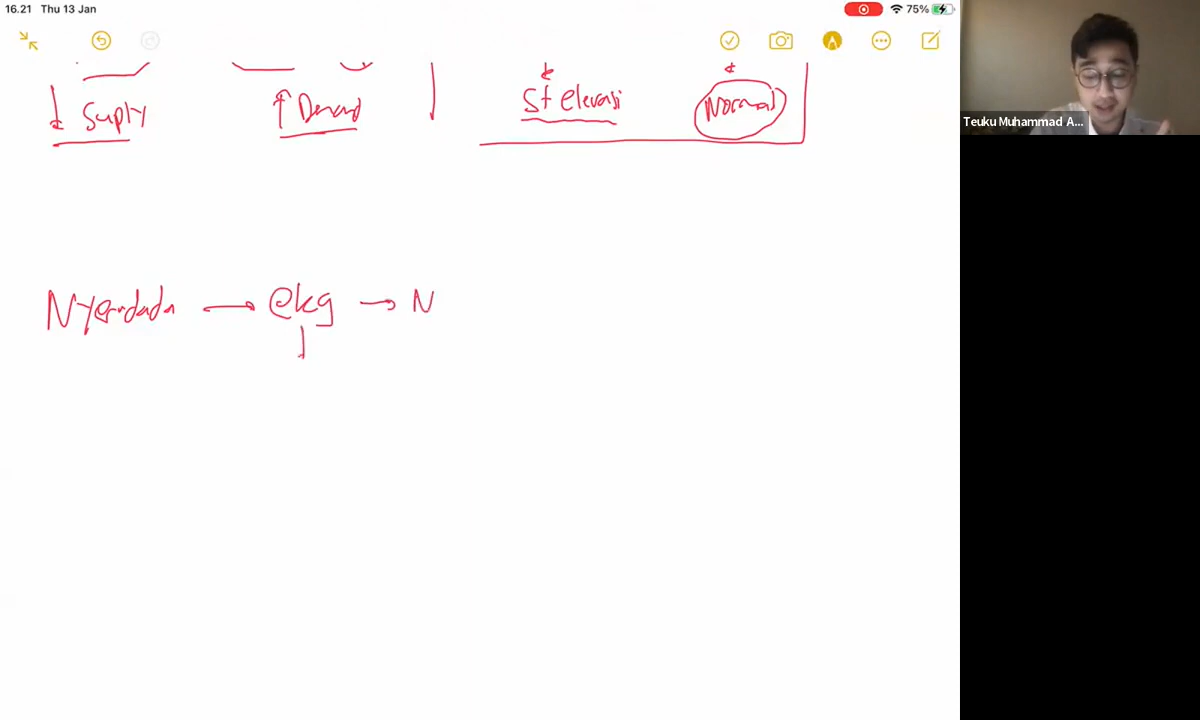 16.21 Thu 13 Jan
75%
↓ Suply ↑ Demand
St elevasi Normal
Nyeri dada → ekg → N
Teuku Muhammad A...